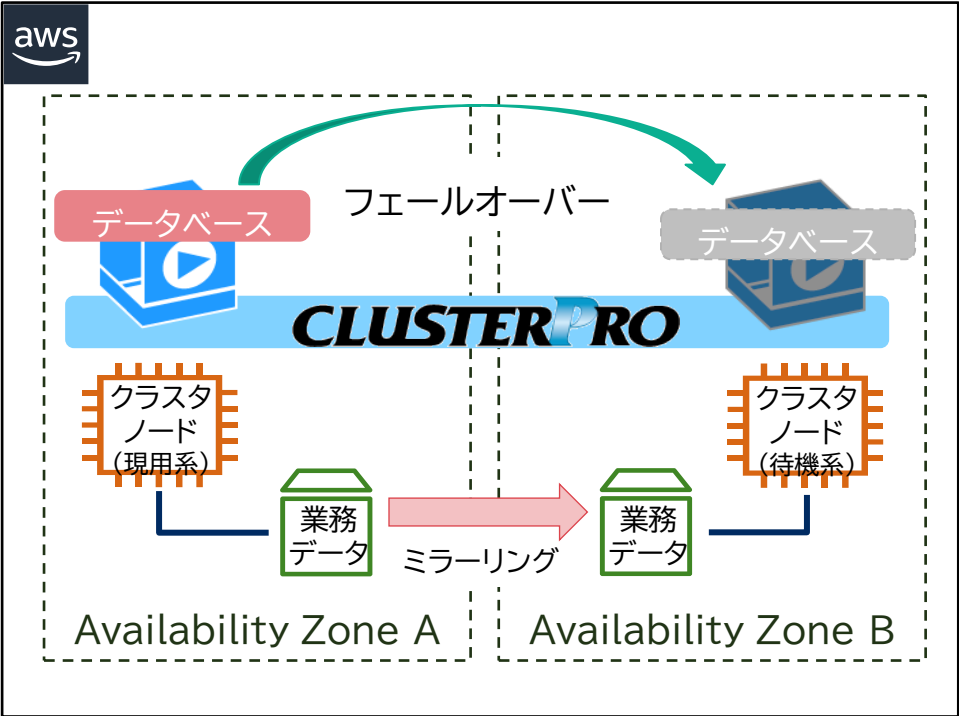 aws
フェールオーバー
データベース
データベース
CLUSTERPRO
クラスタ
ノード
(現用系)
クラスタ
ノード
(待機系)
業務
データ
ミラーリング
業務
データ
Availability Zone A
Availability Zone B